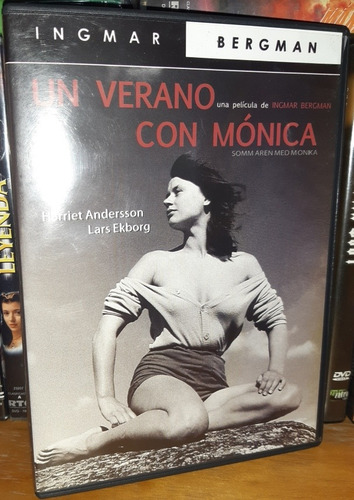 INGMAR BERGMAN
UN VERANO
una película de INGMAR BERGMAN
CON MÓNICA
SOMMAREN MED MONIKA
Harriet Andersson
Lars Ekborg
LEYENDA
RTC
DVD